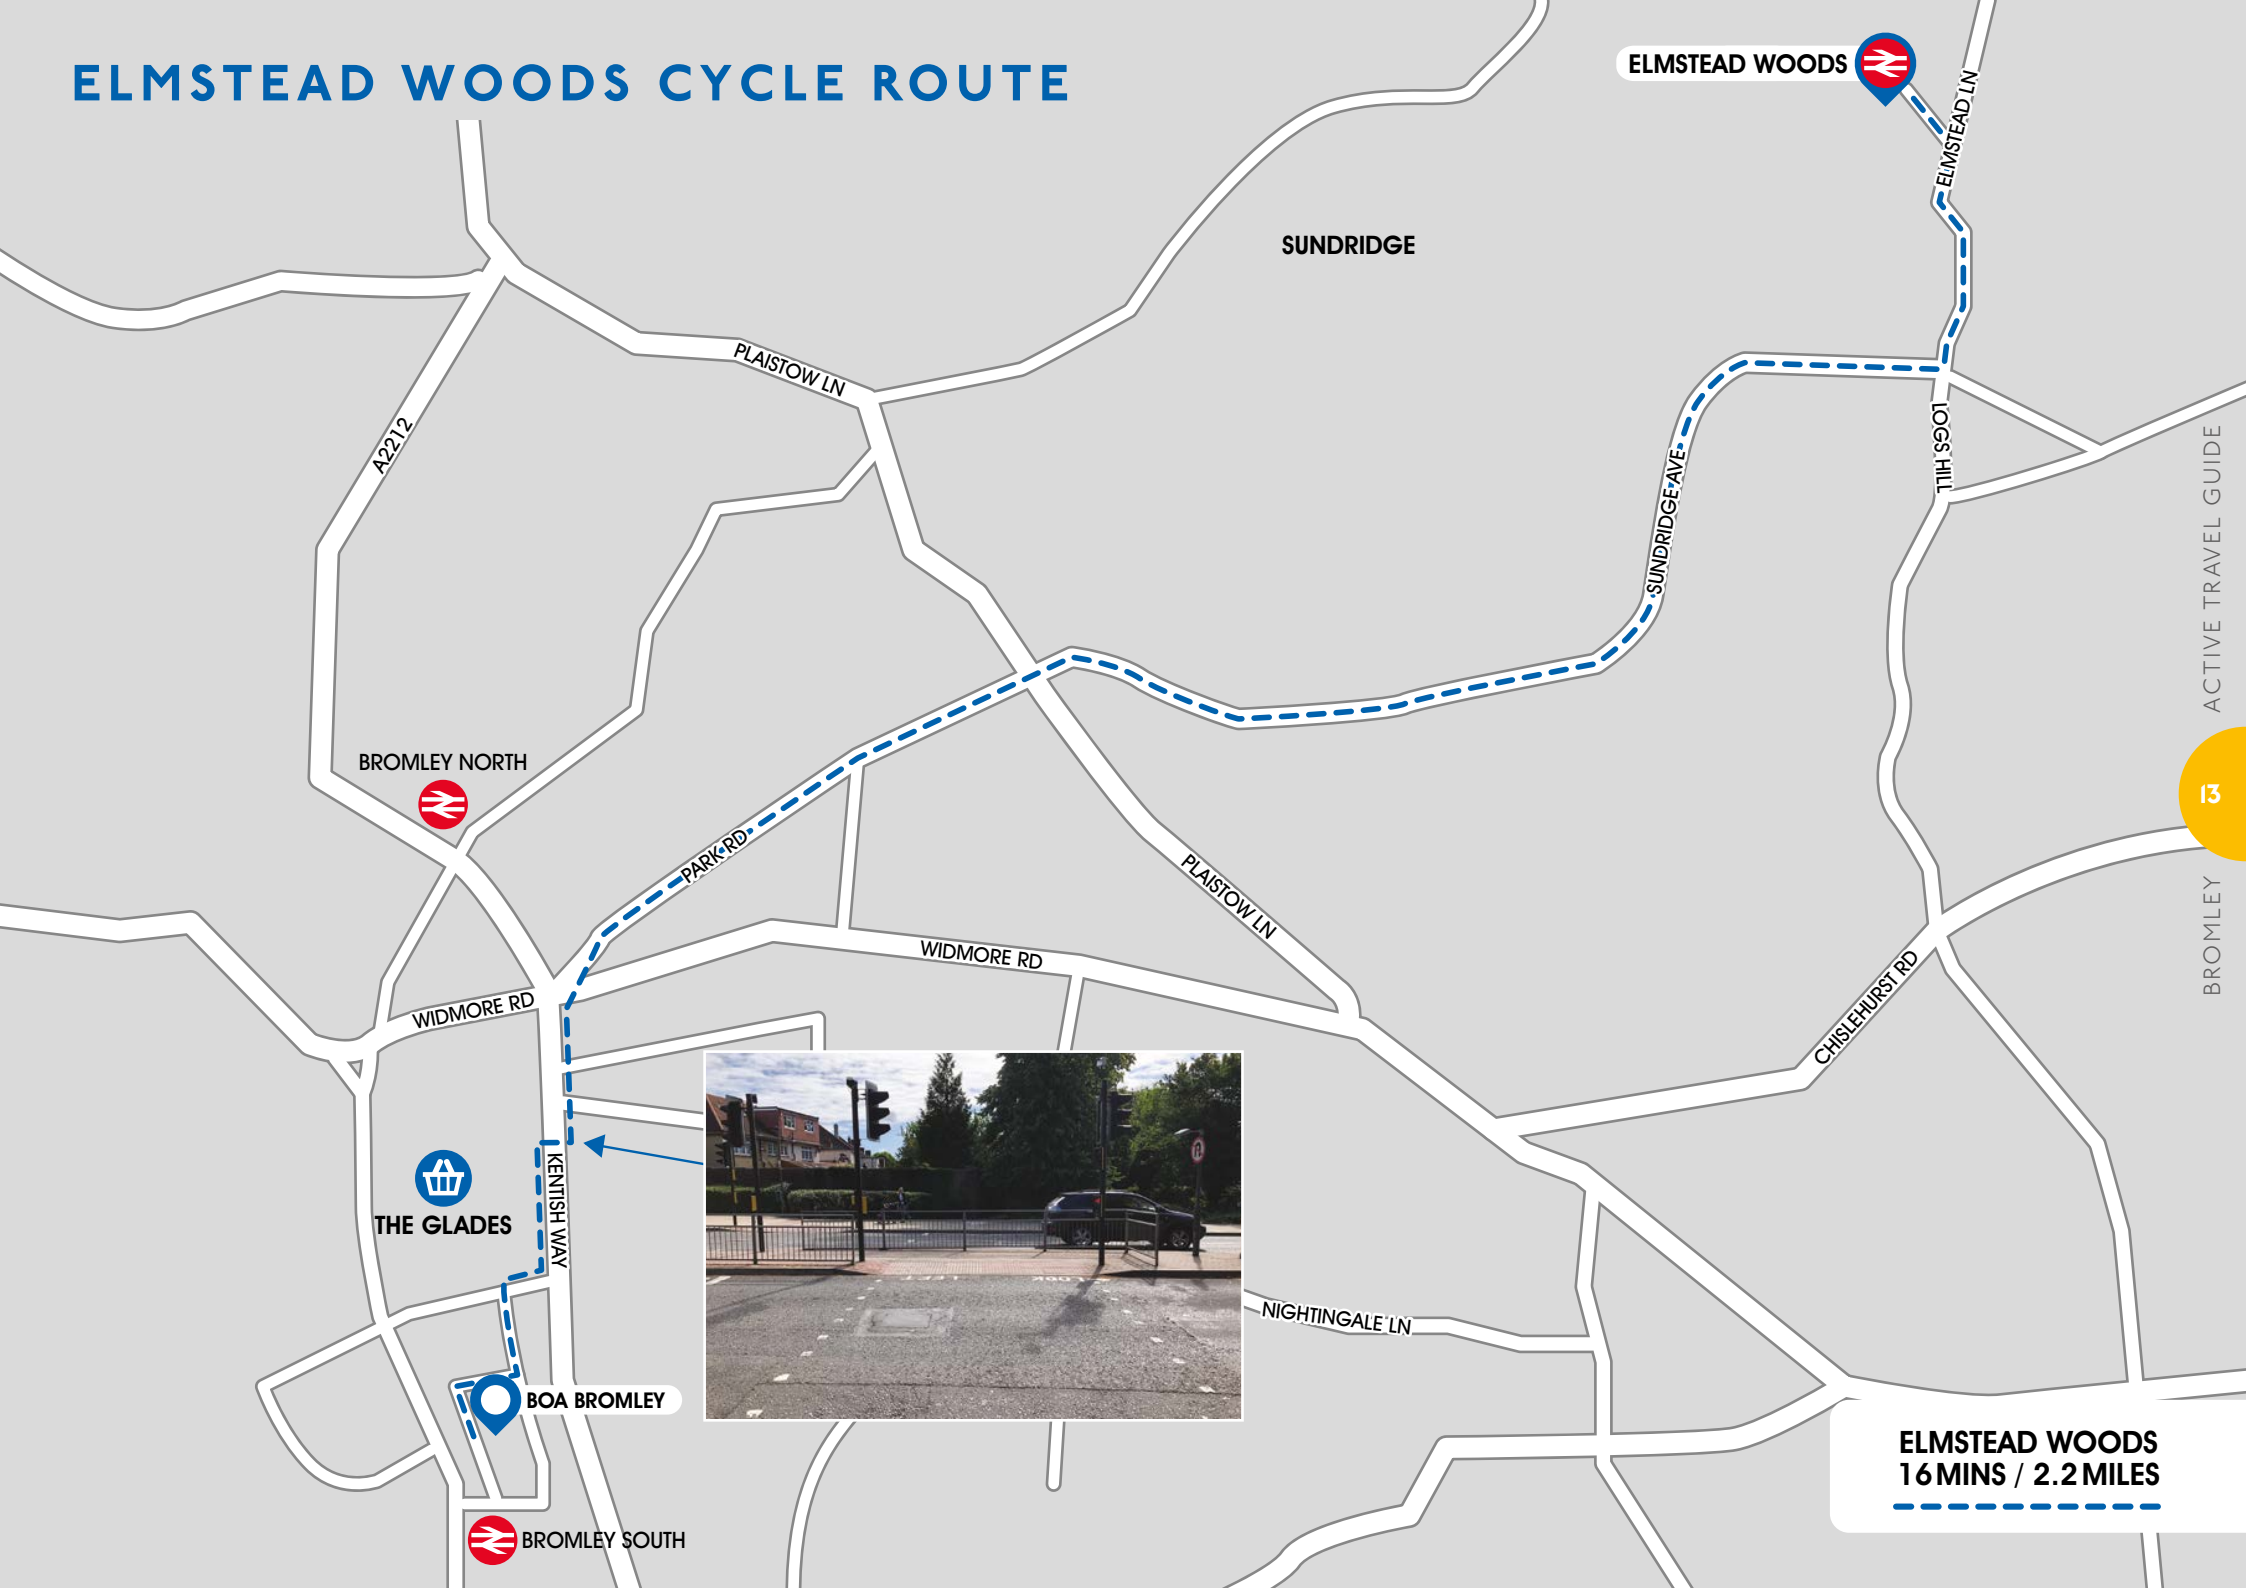 ELMSTEAD WOODS CYCLE ROUTE
ELMSTEAD WOODS
ELMSTEAD LN
SUNDRIDGE
PLAISTOW LN
A2212
LOGS HILL
SUNDRIDGE AVE
ACTIVE TRAVEL GUIDE
BROMLEY NORTH
13
PARK RD
PLAISTOW LN
BROMLEY
WIDMORE RD
WIDMORE RD
CHISLEHURST RD
KENTISH WAY
THE GLADES
LEFT
LOOK
NIGHTINGALE LN
BOA BROMLEY
ELMSTEAD WOODS
16 MINS / 2.2 MILES
BROMLEY SOUTH